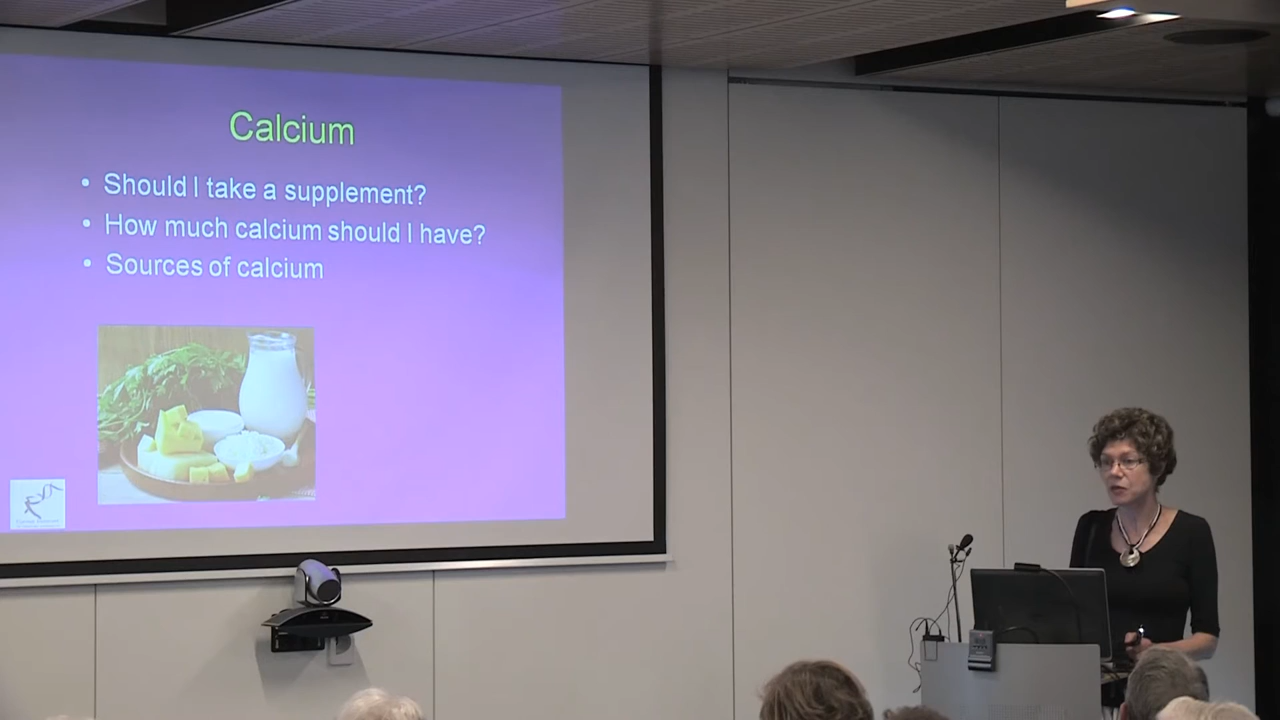 Calcium
• Should I take a supplement?
• How much calcium should I have?
• Sources of calcium